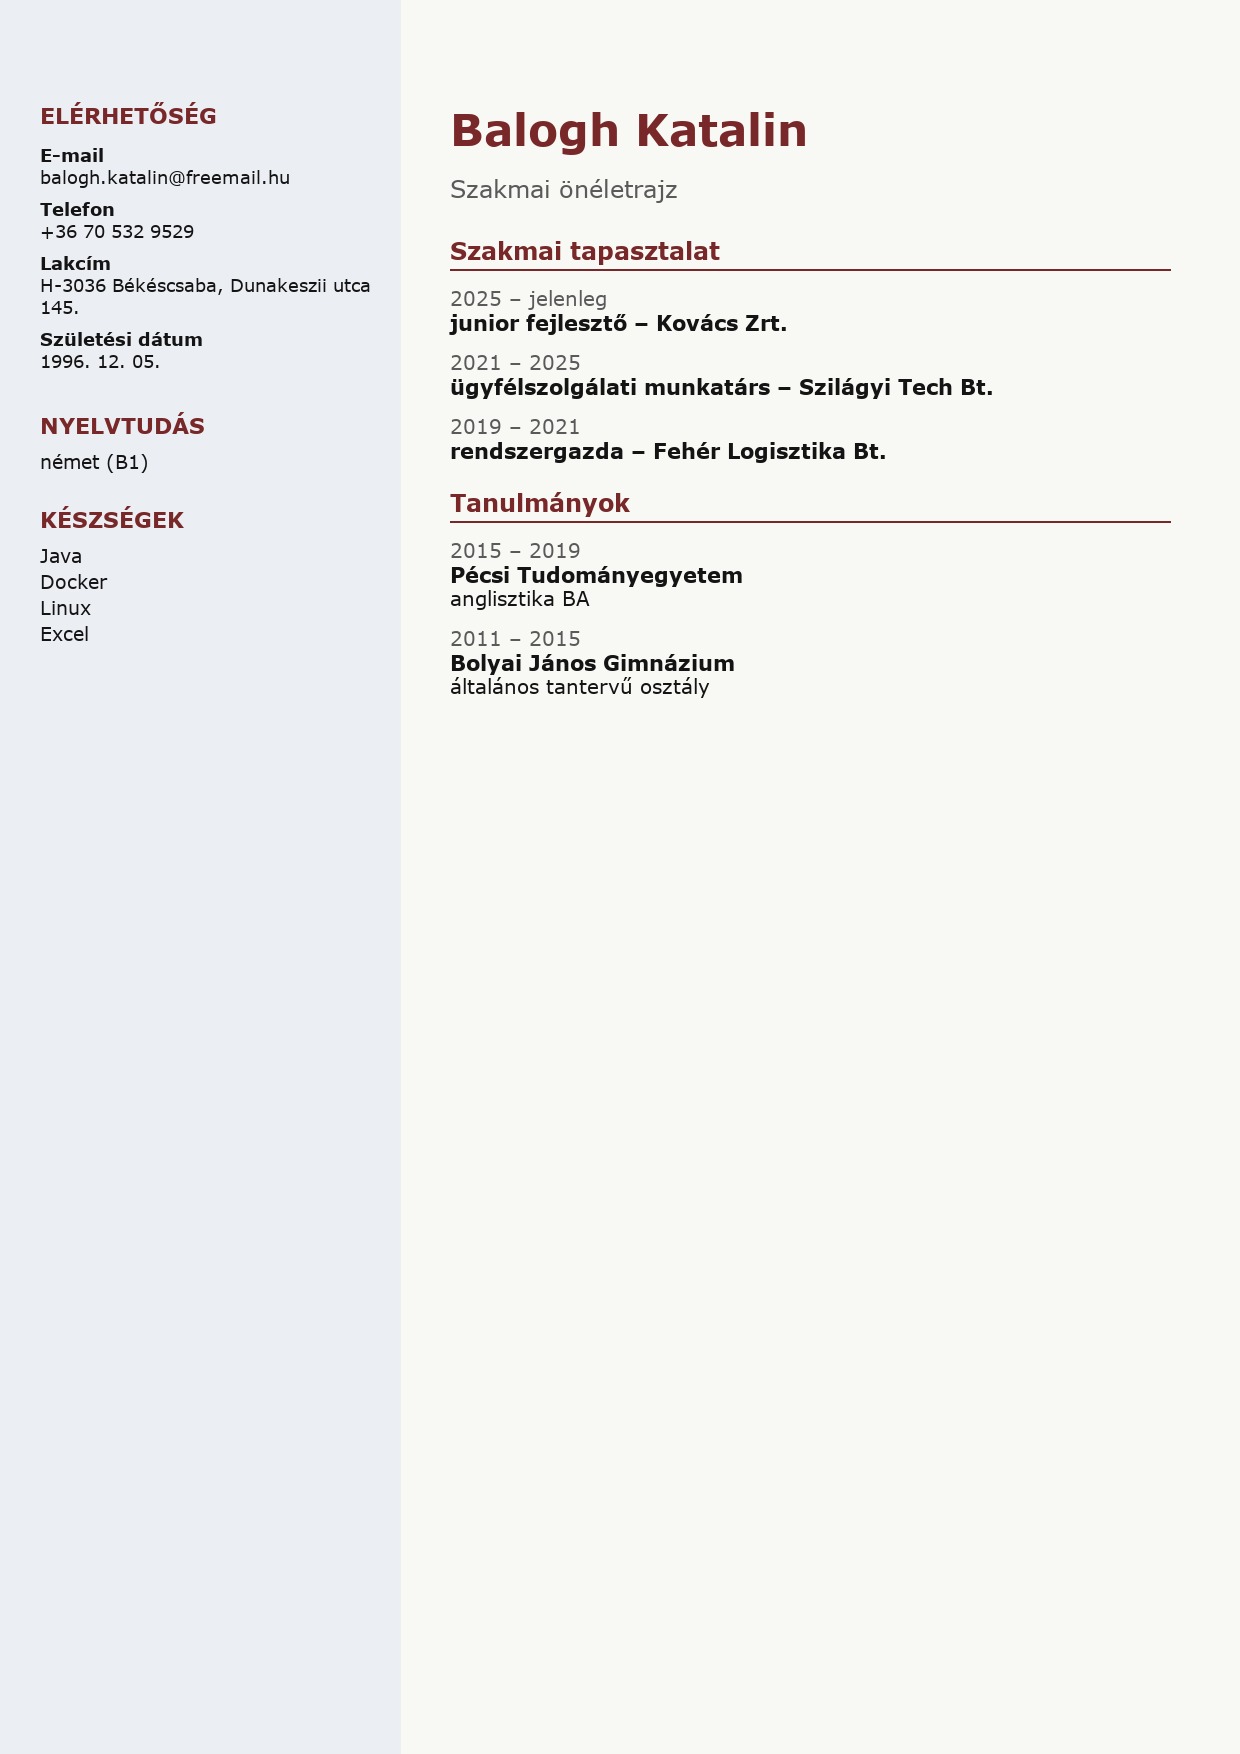 ELÉRHETŐSÉG
E-mail
balogh.katalin@freemail.hu
Telefon
+36 70 532 9529
Lakcím
H-3036 Békéscsaba, Dunakeszii utca
145.
Születési dátum
1996. 12. 05.
NYELVTUDÁS
német (B1)
KÉSZSÉGEK
Java
Docker
Linux
Excel
Balogh Katalin
Szakmai önéletrajz
Szakmai tapasztalat
2025 – jelenleg
junior fejlesztő – Kovács Zrt.
2021 – 2025
ügyfélszolgálati munkatárs – Szilágyi Tech Bt.
2019 – 2021
rendszergazda – Fehér Logisztika Bt.
Tanulmányok
2015 – 2019
Pécsi Tudományegyetem
anglisztika BA
2011 – 2015
Bolyai János Gimnázium
általános tantervű osztály